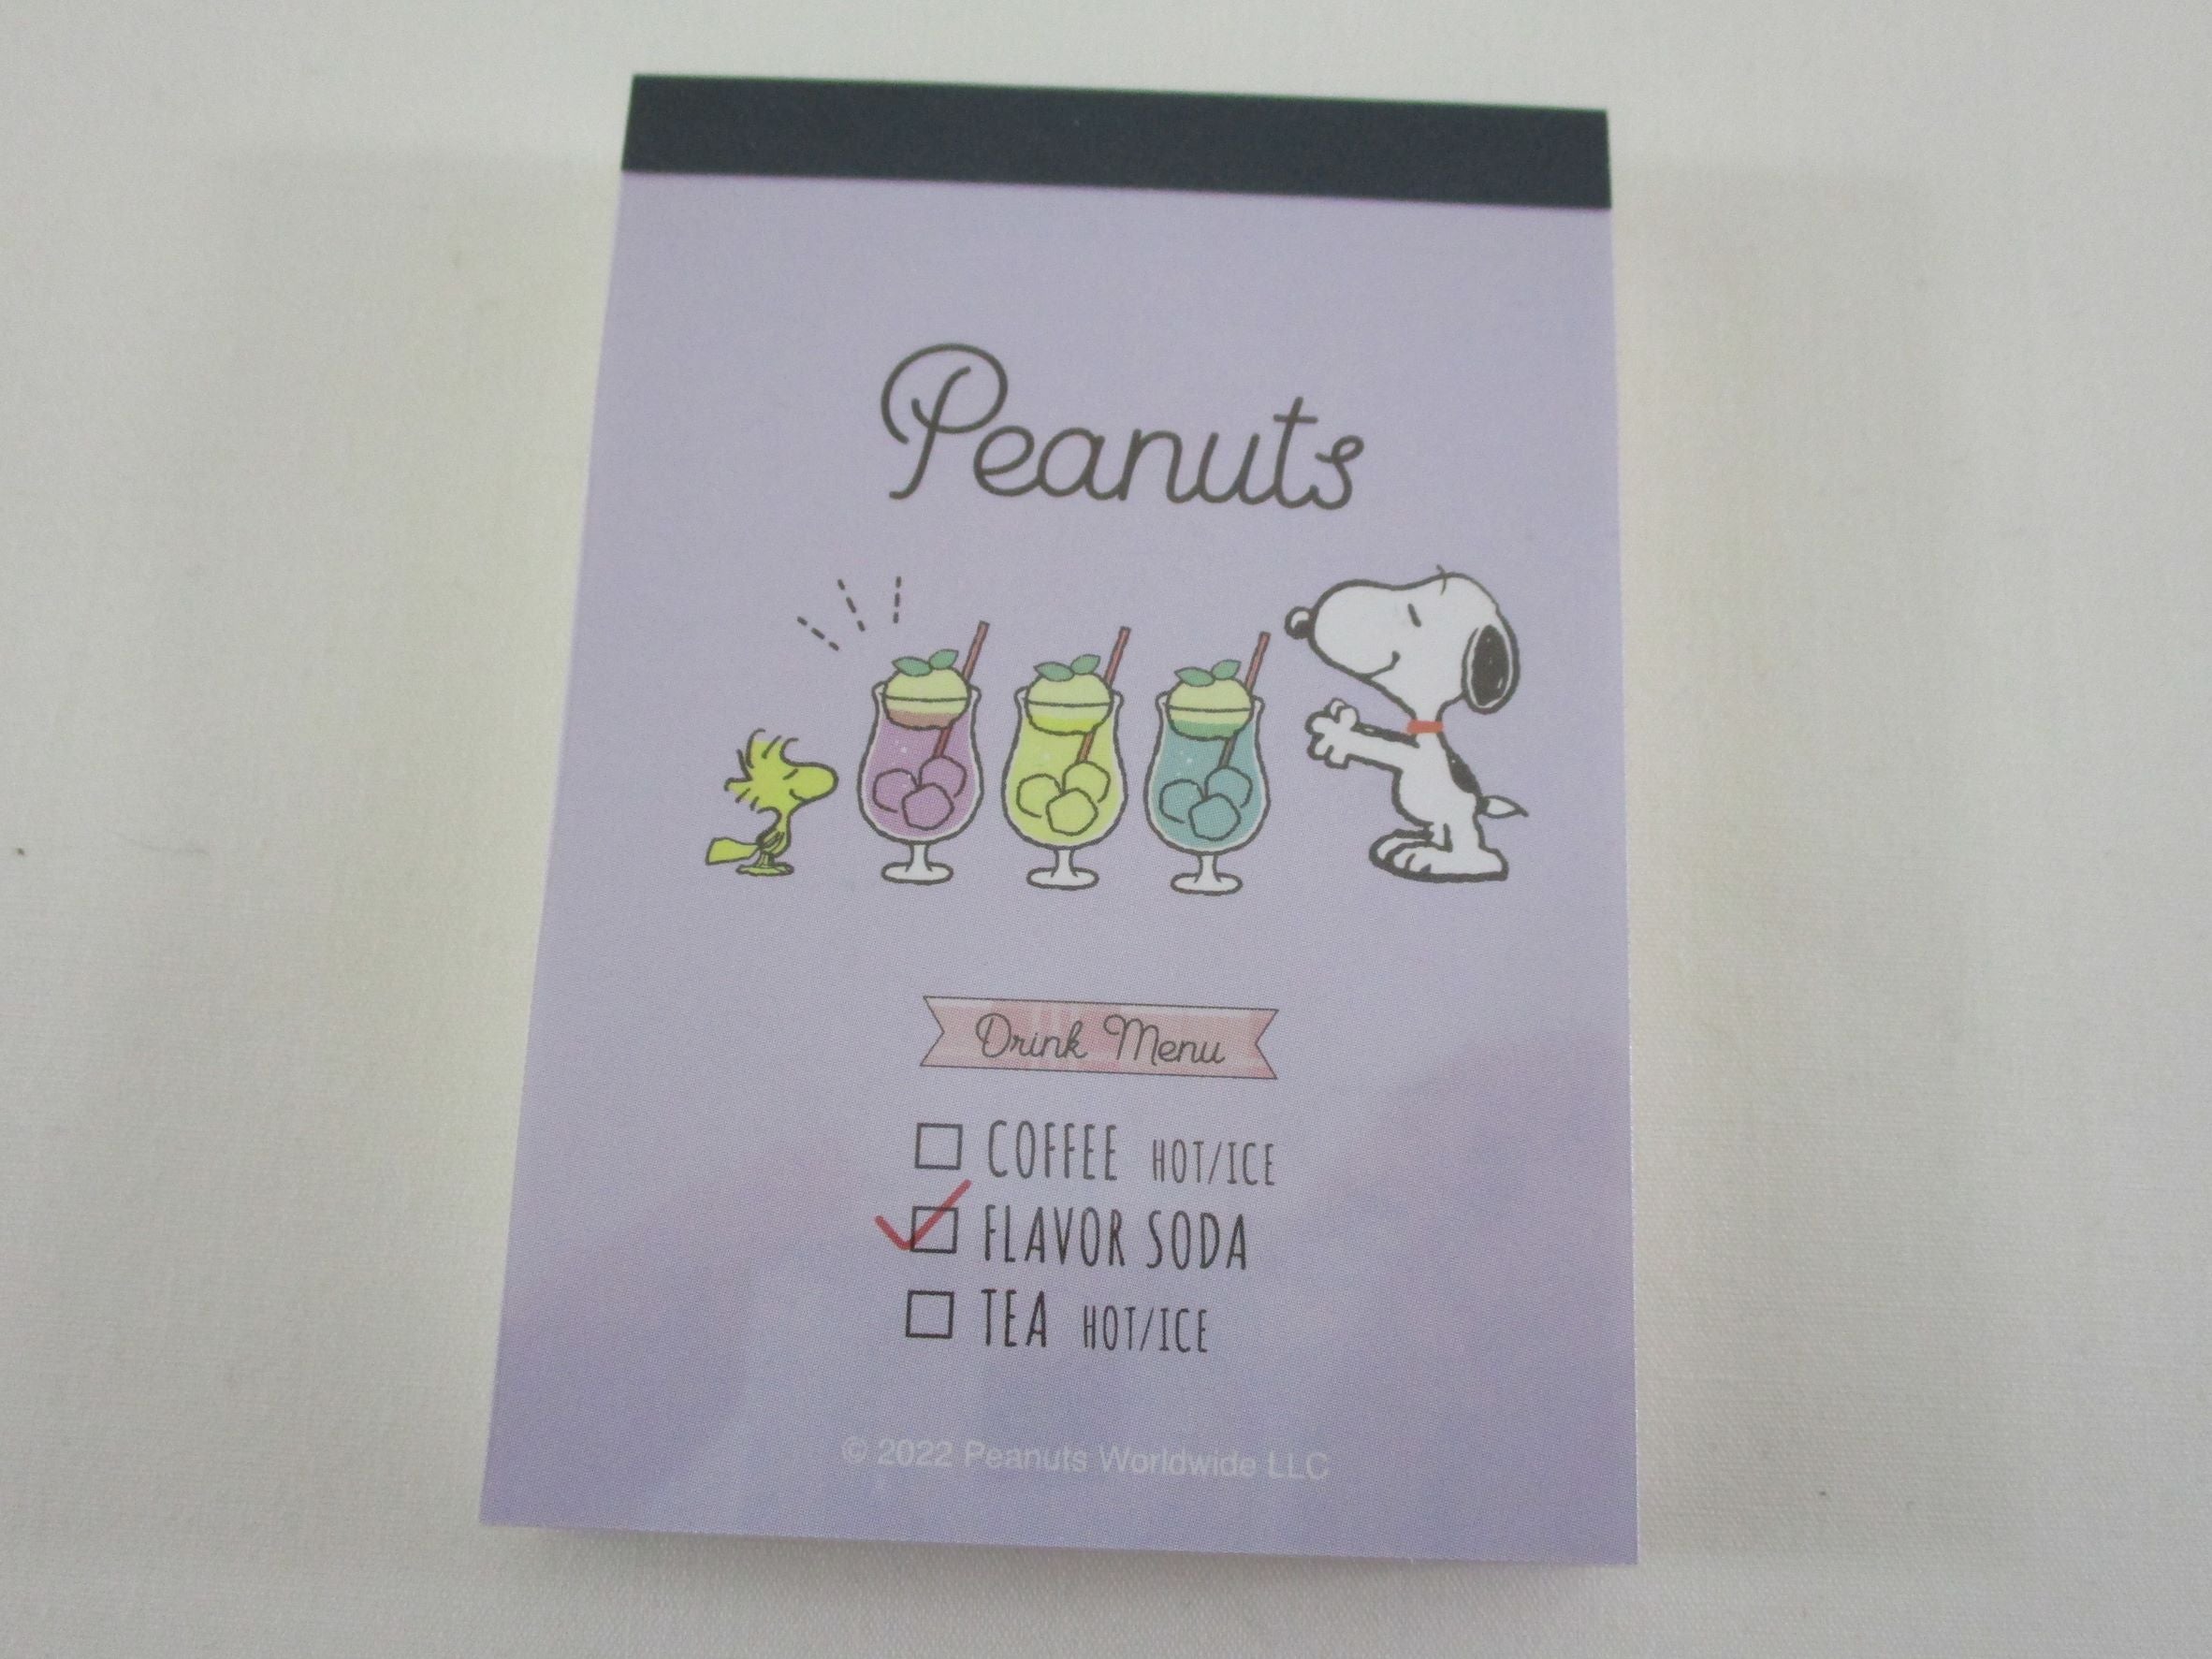 Peanuts
Drink Menu
COFFEE HOT/ICE
FLAVOR SODA
TEA HOT/ICE
© 2022 Peanuts Worldwide LLC